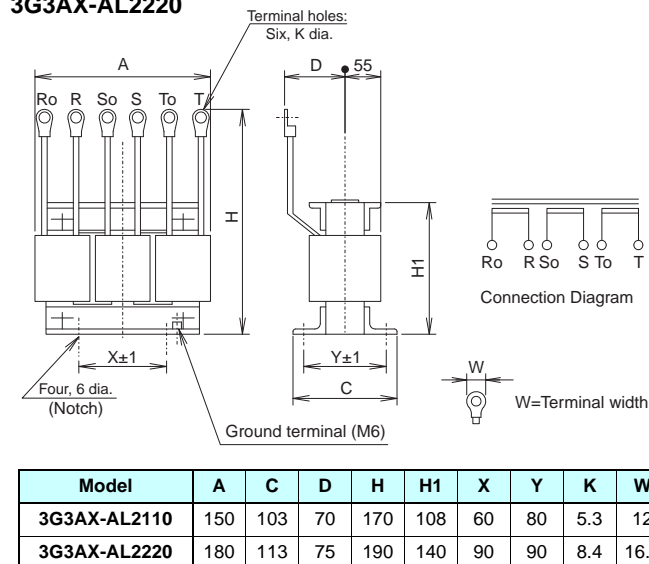 3G3AX-AL2220
Terminal holes:
Six, K dia.
A
D
55
Ro R So S To T
H
H1
Ro R So S To T
Connection Diagram
X±1
Y±1
C
W
W=Terminal width
Four, 6 dia.
(Notch)
Ground terminal (M6)
Model A C D H H1 X Y K W
3G3AX-AL2110 150 103 70 170 108 60 80 5.3 12
3G3AX-AL2220 180 113 75 190 140 90 90 8.4 16.